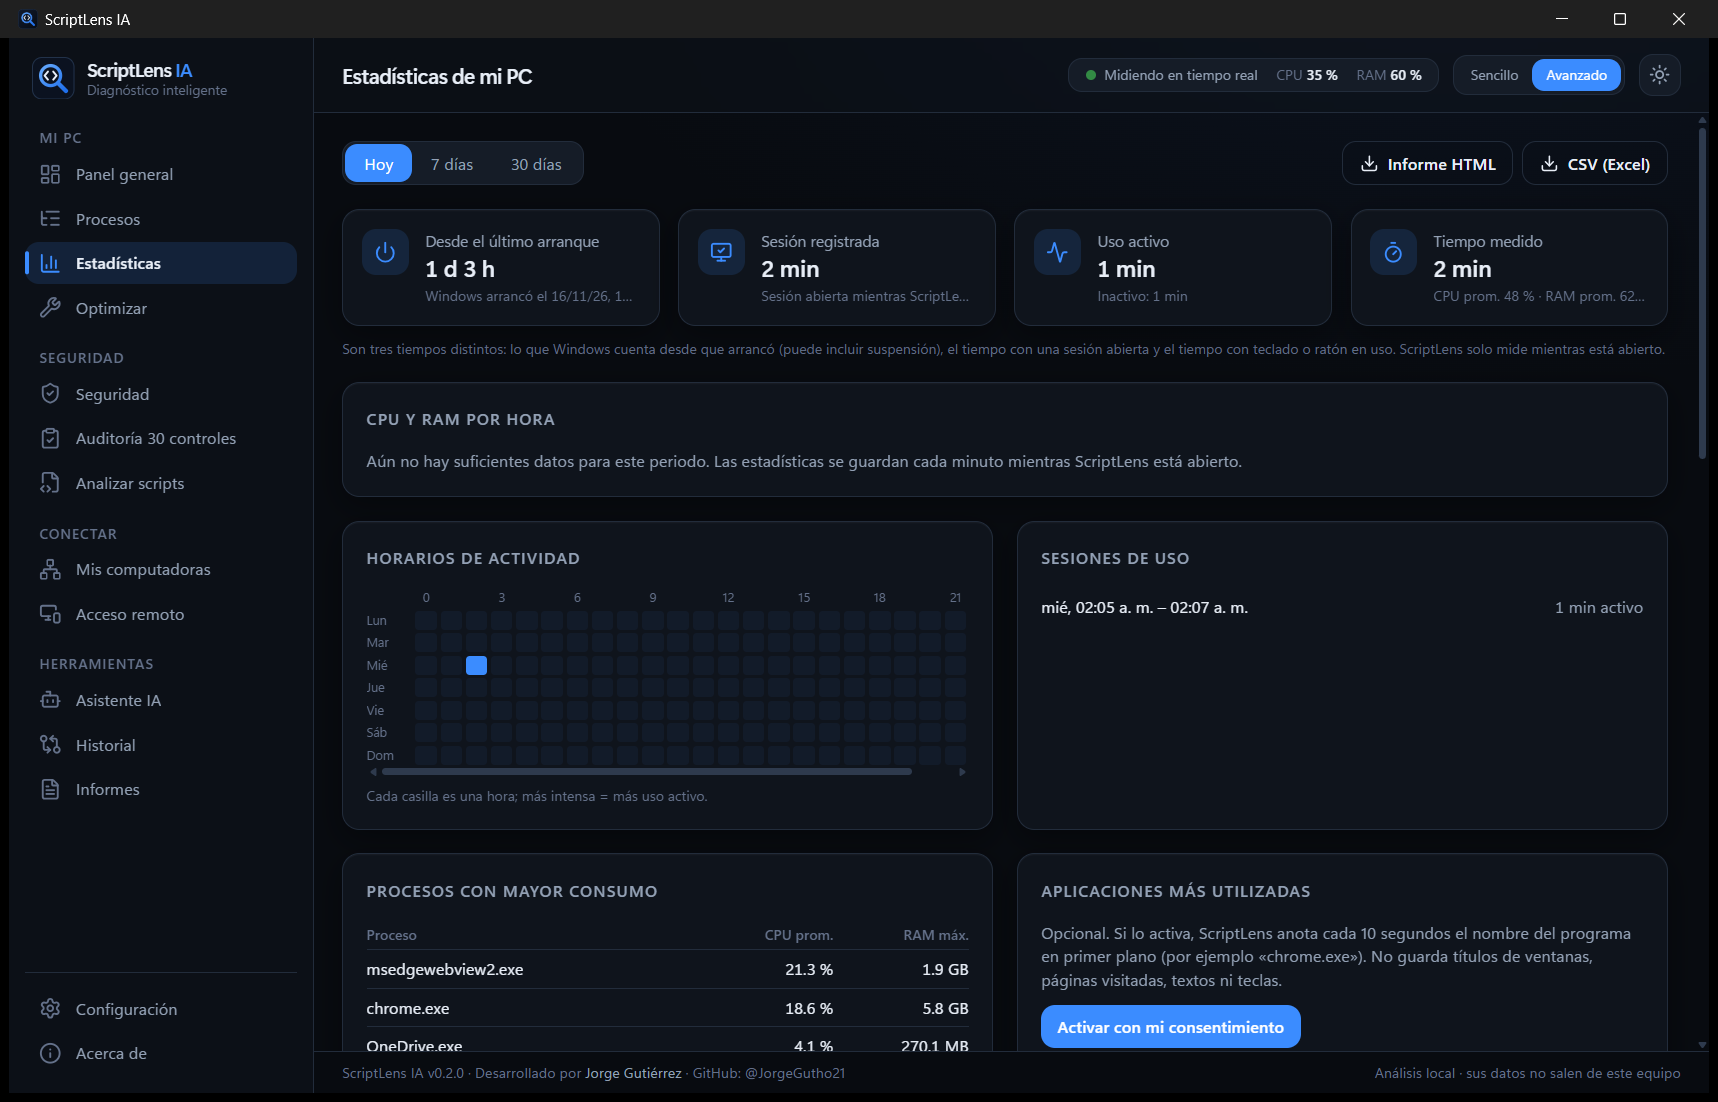 ScriptLens IA
ScriptLens IA
Diagnóstico inteligente
MI PC
Panel general
Procesos
Estadísticas
Optimizar
SEGURIDAD
Seguridad
Auditoría 30 controles
Analizar scripts
CONECTAR
Mis computadoras
Acceso remoto
HERRAMIENTAS
Asistente IA
Historial
Informes
Configuración
Acerca de
Estadísticas de mi PC
Midiendo en tiempo real CPU 35 % RAM 60 %
Sencillo Avanzado
Hoy 7 días 30 días
Informe HTML CSV (Excel)
Desde el último arranque
1 d 3 h
Windows arrancó el 16/11/26, 1...
Sesión registrada
2 min
Sesión abierta mientras ScriptLe...
Uso activo
1 min
Inactivo: 1 min
Tiempo medido
2 min
CPU prom. 48 % · RAM prom. 62...
Son tres tiempos distintos: lo que Windows cuenta desde que arrancó (puede incluir suspensión), el tiempo con una sesión abierta y el tiempo con teclado o ratón en uso. ScriptLens solo mide mientras está abierto.
CPU Y RAM POR HORA
Aún no hay suficientes datos para este periodo. Las estadísticas se guardan cada minuto mientras ScriptLens está abierto.
HORARIOS DE ACTIVIDAD
0 3 6 9 12 15 18 21
Lun
Mar
Mié
Jue
Vie
Sáb
Dom
Cada casilla es una hora; más intensa = más uso activo.
SESIONES DE USO
mié, 02:05 a. m. – 02:07 a. m. 1 min activo
PROCESOS CON MAYOR CONSUMO
Proceso CPU prom. RAM máx.
msedgewebview2.exe 21.3 % 1.9 GB
chrome.exe 18.6 % 5.8 GB
OneDrive.exe 4.1 % 270.1 MB
APLICACIONES MÁS UTILIZADAS
Opcional. Si lo activa, ScriptLens anota cada 10 segundos el nombre del programa
en primer plano (por ejemplo «chrome.exe»). No guarda títulos de ventanas,
páginas visitadas, textos ni teclas.
Activar con mi consentimiento
ScriptLens IA v0.2.0 · Desarrollado por Jorge Gutiérrez · GitHub: @JorgeGutho21
Análisis local · sus datos no salen de este equipo